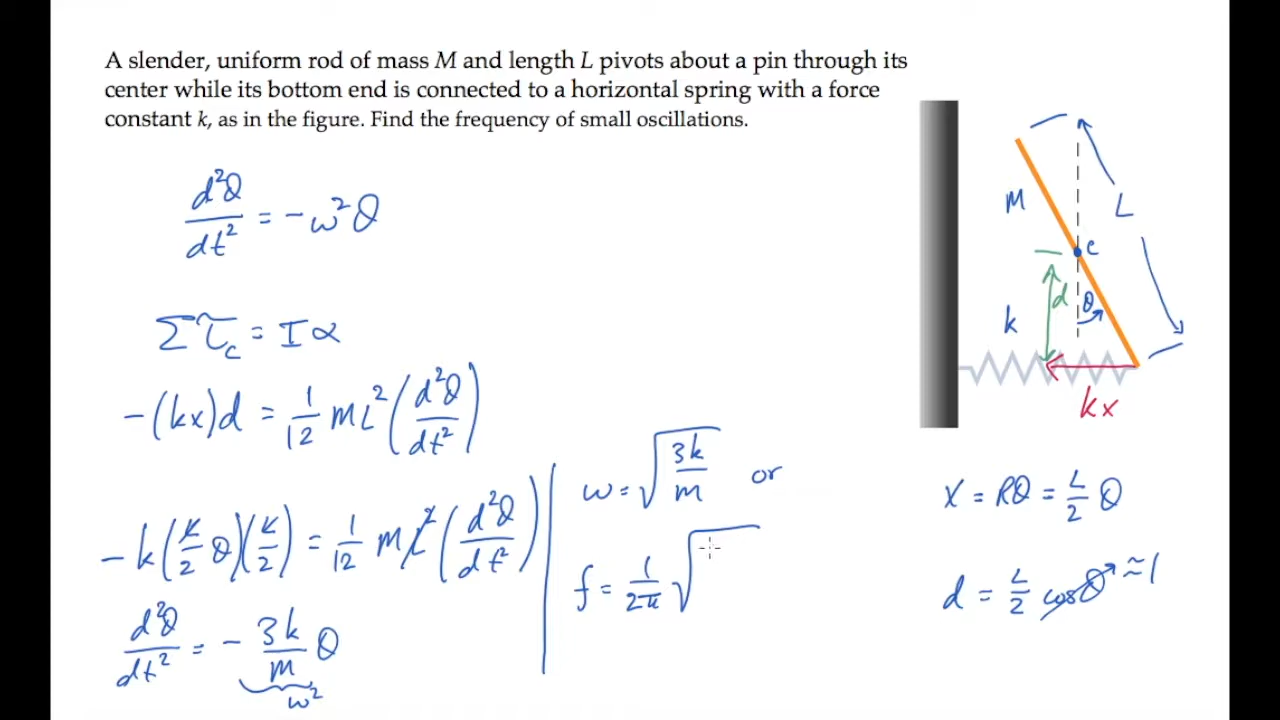 A slender, uniform rod of mass M and length L pivots about a pin through its
center while its bottom end is connected to a horizontal spring with a force
constant k, as in the figure. Find the frequency of small oscillations.
d²θ/dt² = -ω²θ
Στ_c = Iα
-(kx)d = 1/12 ML² (d²θ/dt²)
-k(L/2 θ)(L/2) = 1/12 ML² (d²θ/dt²)
d²θ/dt² = - 3k/m θ
ω²
ω = √(3k/m) or
f = 1/2π √
M
L
c
d
θ
k
kx
x = Rθ = L/2 θ
d = L/2 cosθ ≈1